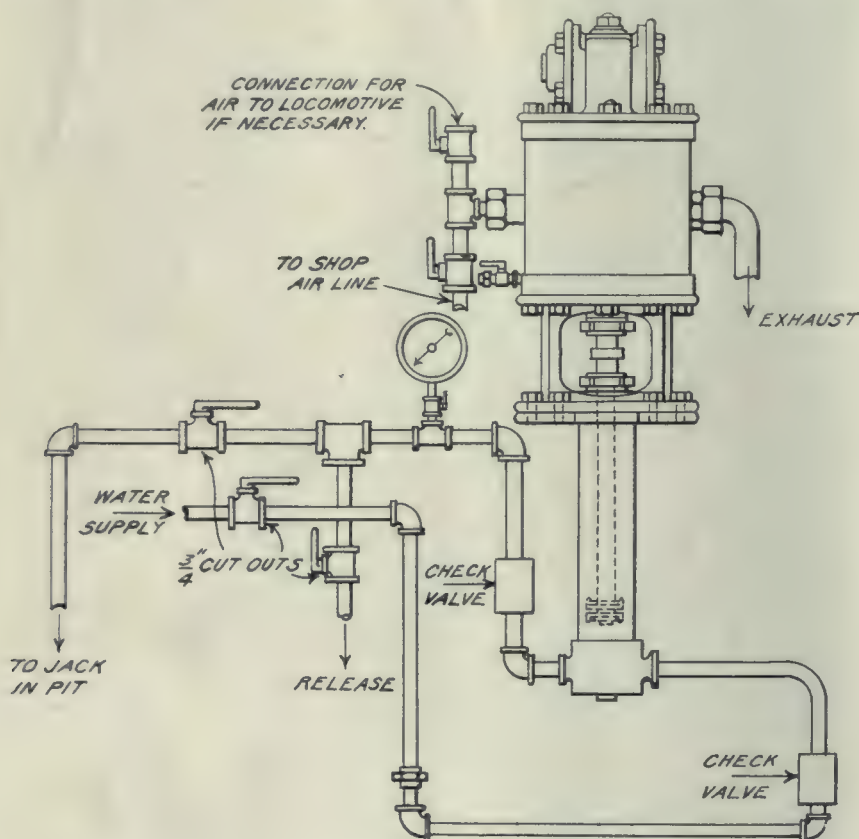 CONNECTION FOR
AIR TO LOCOMOTIVE
IF NECESSARY.
TO SHOP
AIR LINE
EXHAUST
WATER
SUPPLY
3/4" CUT OUTS
CHECK
VALVE
TO JACK
IN PIT
RELEASE
CHECK
VALVE